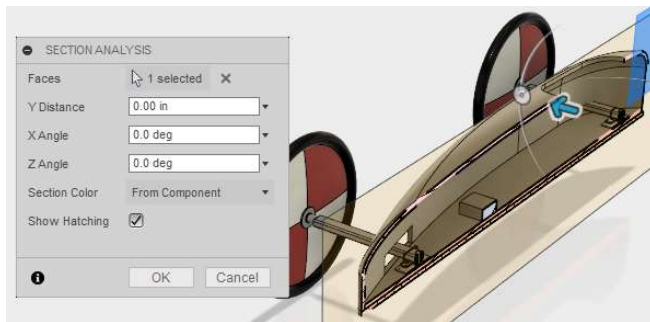 SECTION ANALYSIS
Faces 1 selected
Y Distance 0.00 in
X Angle 0.0 deg
Z Angle 0.0 deg
Section Color From Component
Show Hatching
OK Cancel